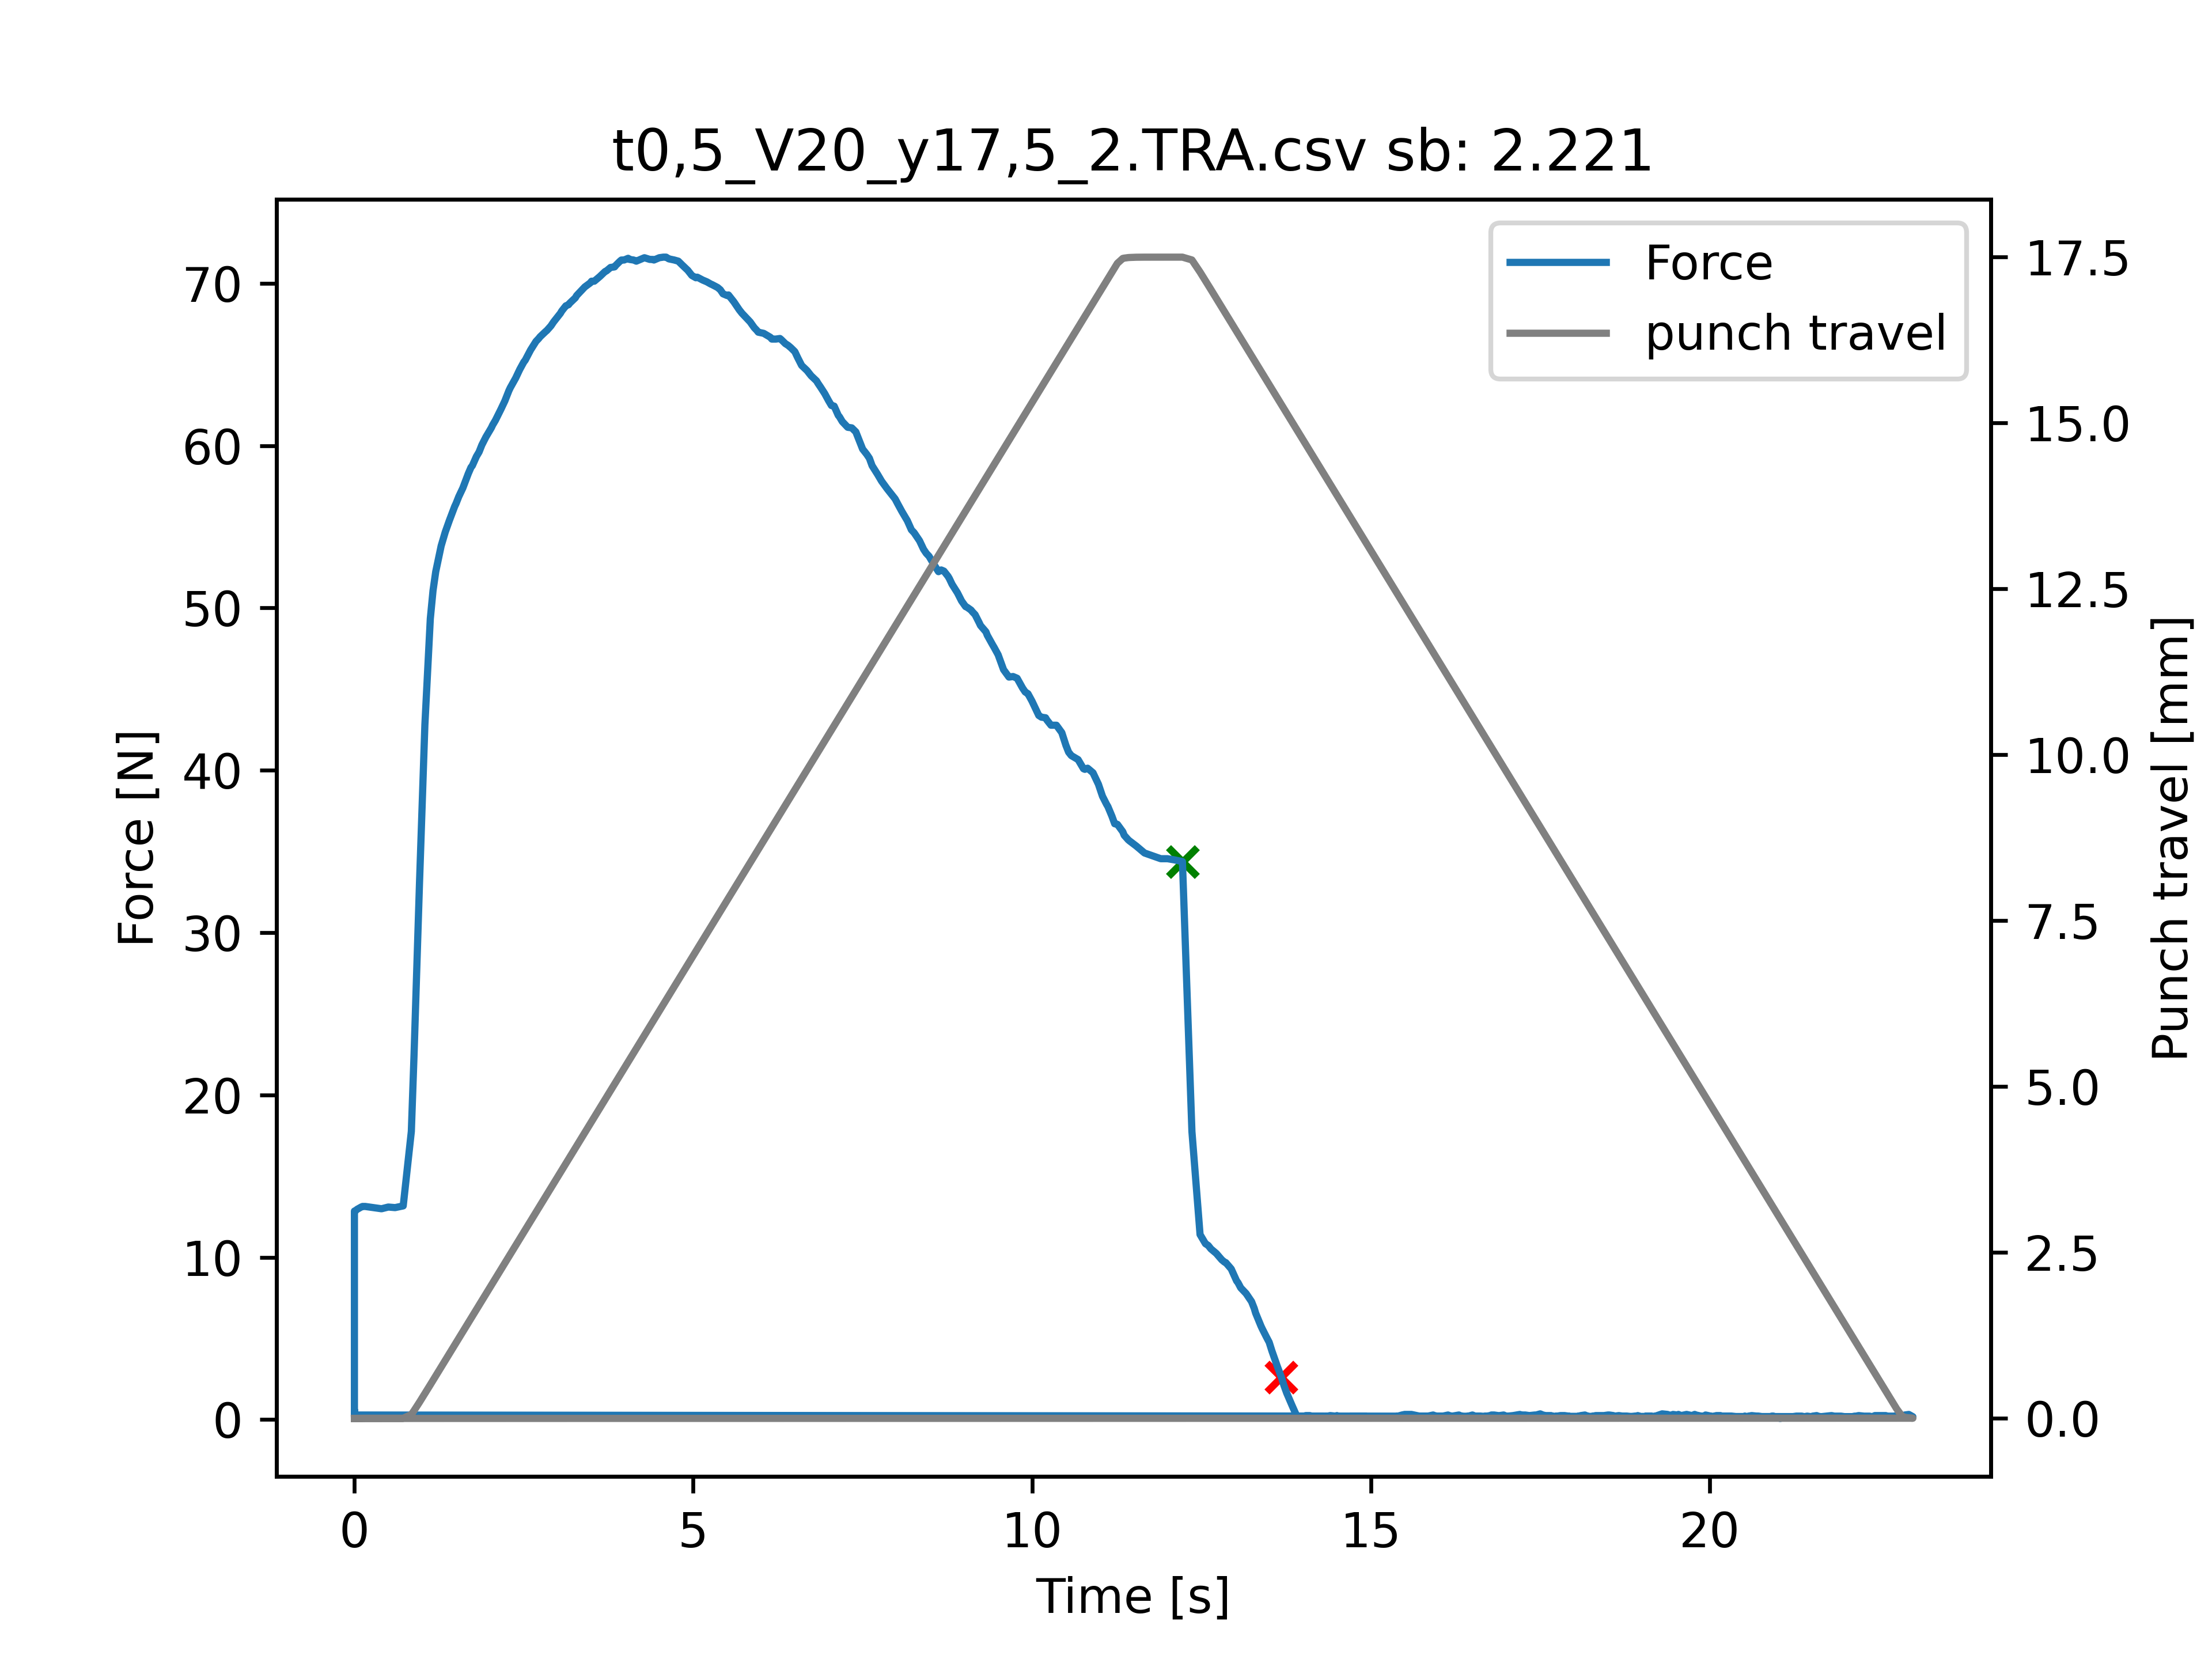 t0,5_V20_y17,5_2.TRA.csv sb: 2.221
Force
punch travel
70
60
50
40
30
20
10
0
Force [N]
17.5
15.0
12.5
10.0
7.5
5.0
2.5
0.0
Punch travel [mm]
0 5 10 15 20
Time [s]